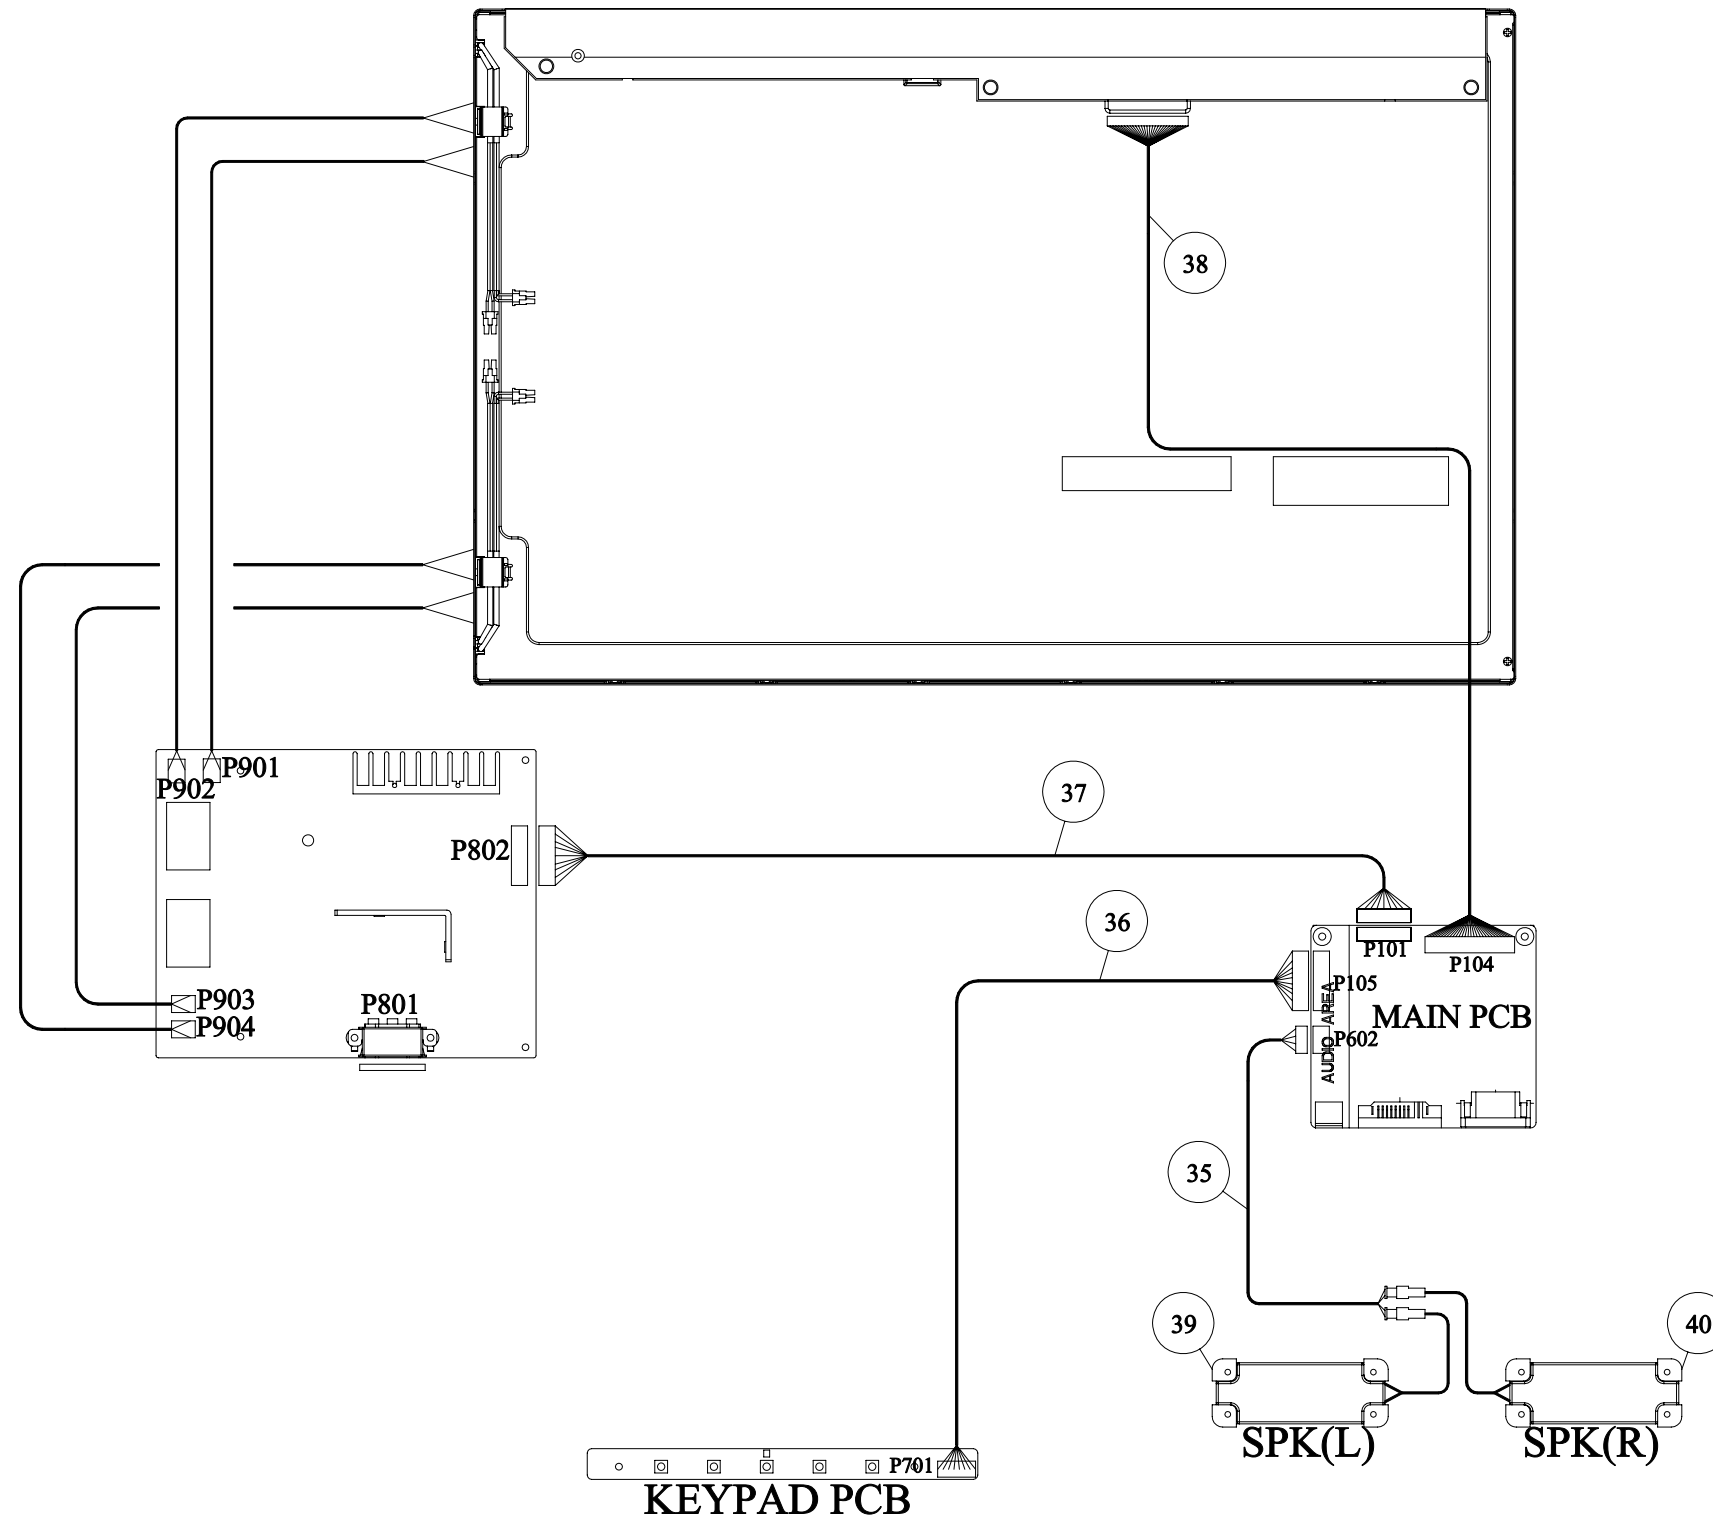 38
P901
P902
37
P802
36
P101
P104
P105
P903
P801
P904
MAIN PCB
P602
AUDIO AREA
35
39
40
SPK(L)
SPK(R)
P701
KEYPAD PCB